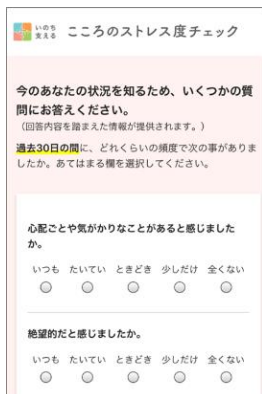 いのち
支える
こころのストレス度チェック
今のあなたの状況を知るため、いくつかの質
問にお答えください。
(回答内容を踏まえた情報が提供されます。)
過去30日の間に、どれくらいの頻度で次の事がありま
したか。あてはまる欄を選択してください。
心配ごとや気がかりなことがあると感じました
か。
いつも たいてい ときどき 少しだけ 全くない
絶望的だと感じましたか。
いつも たいてい ときどき 少しだけ 全くない